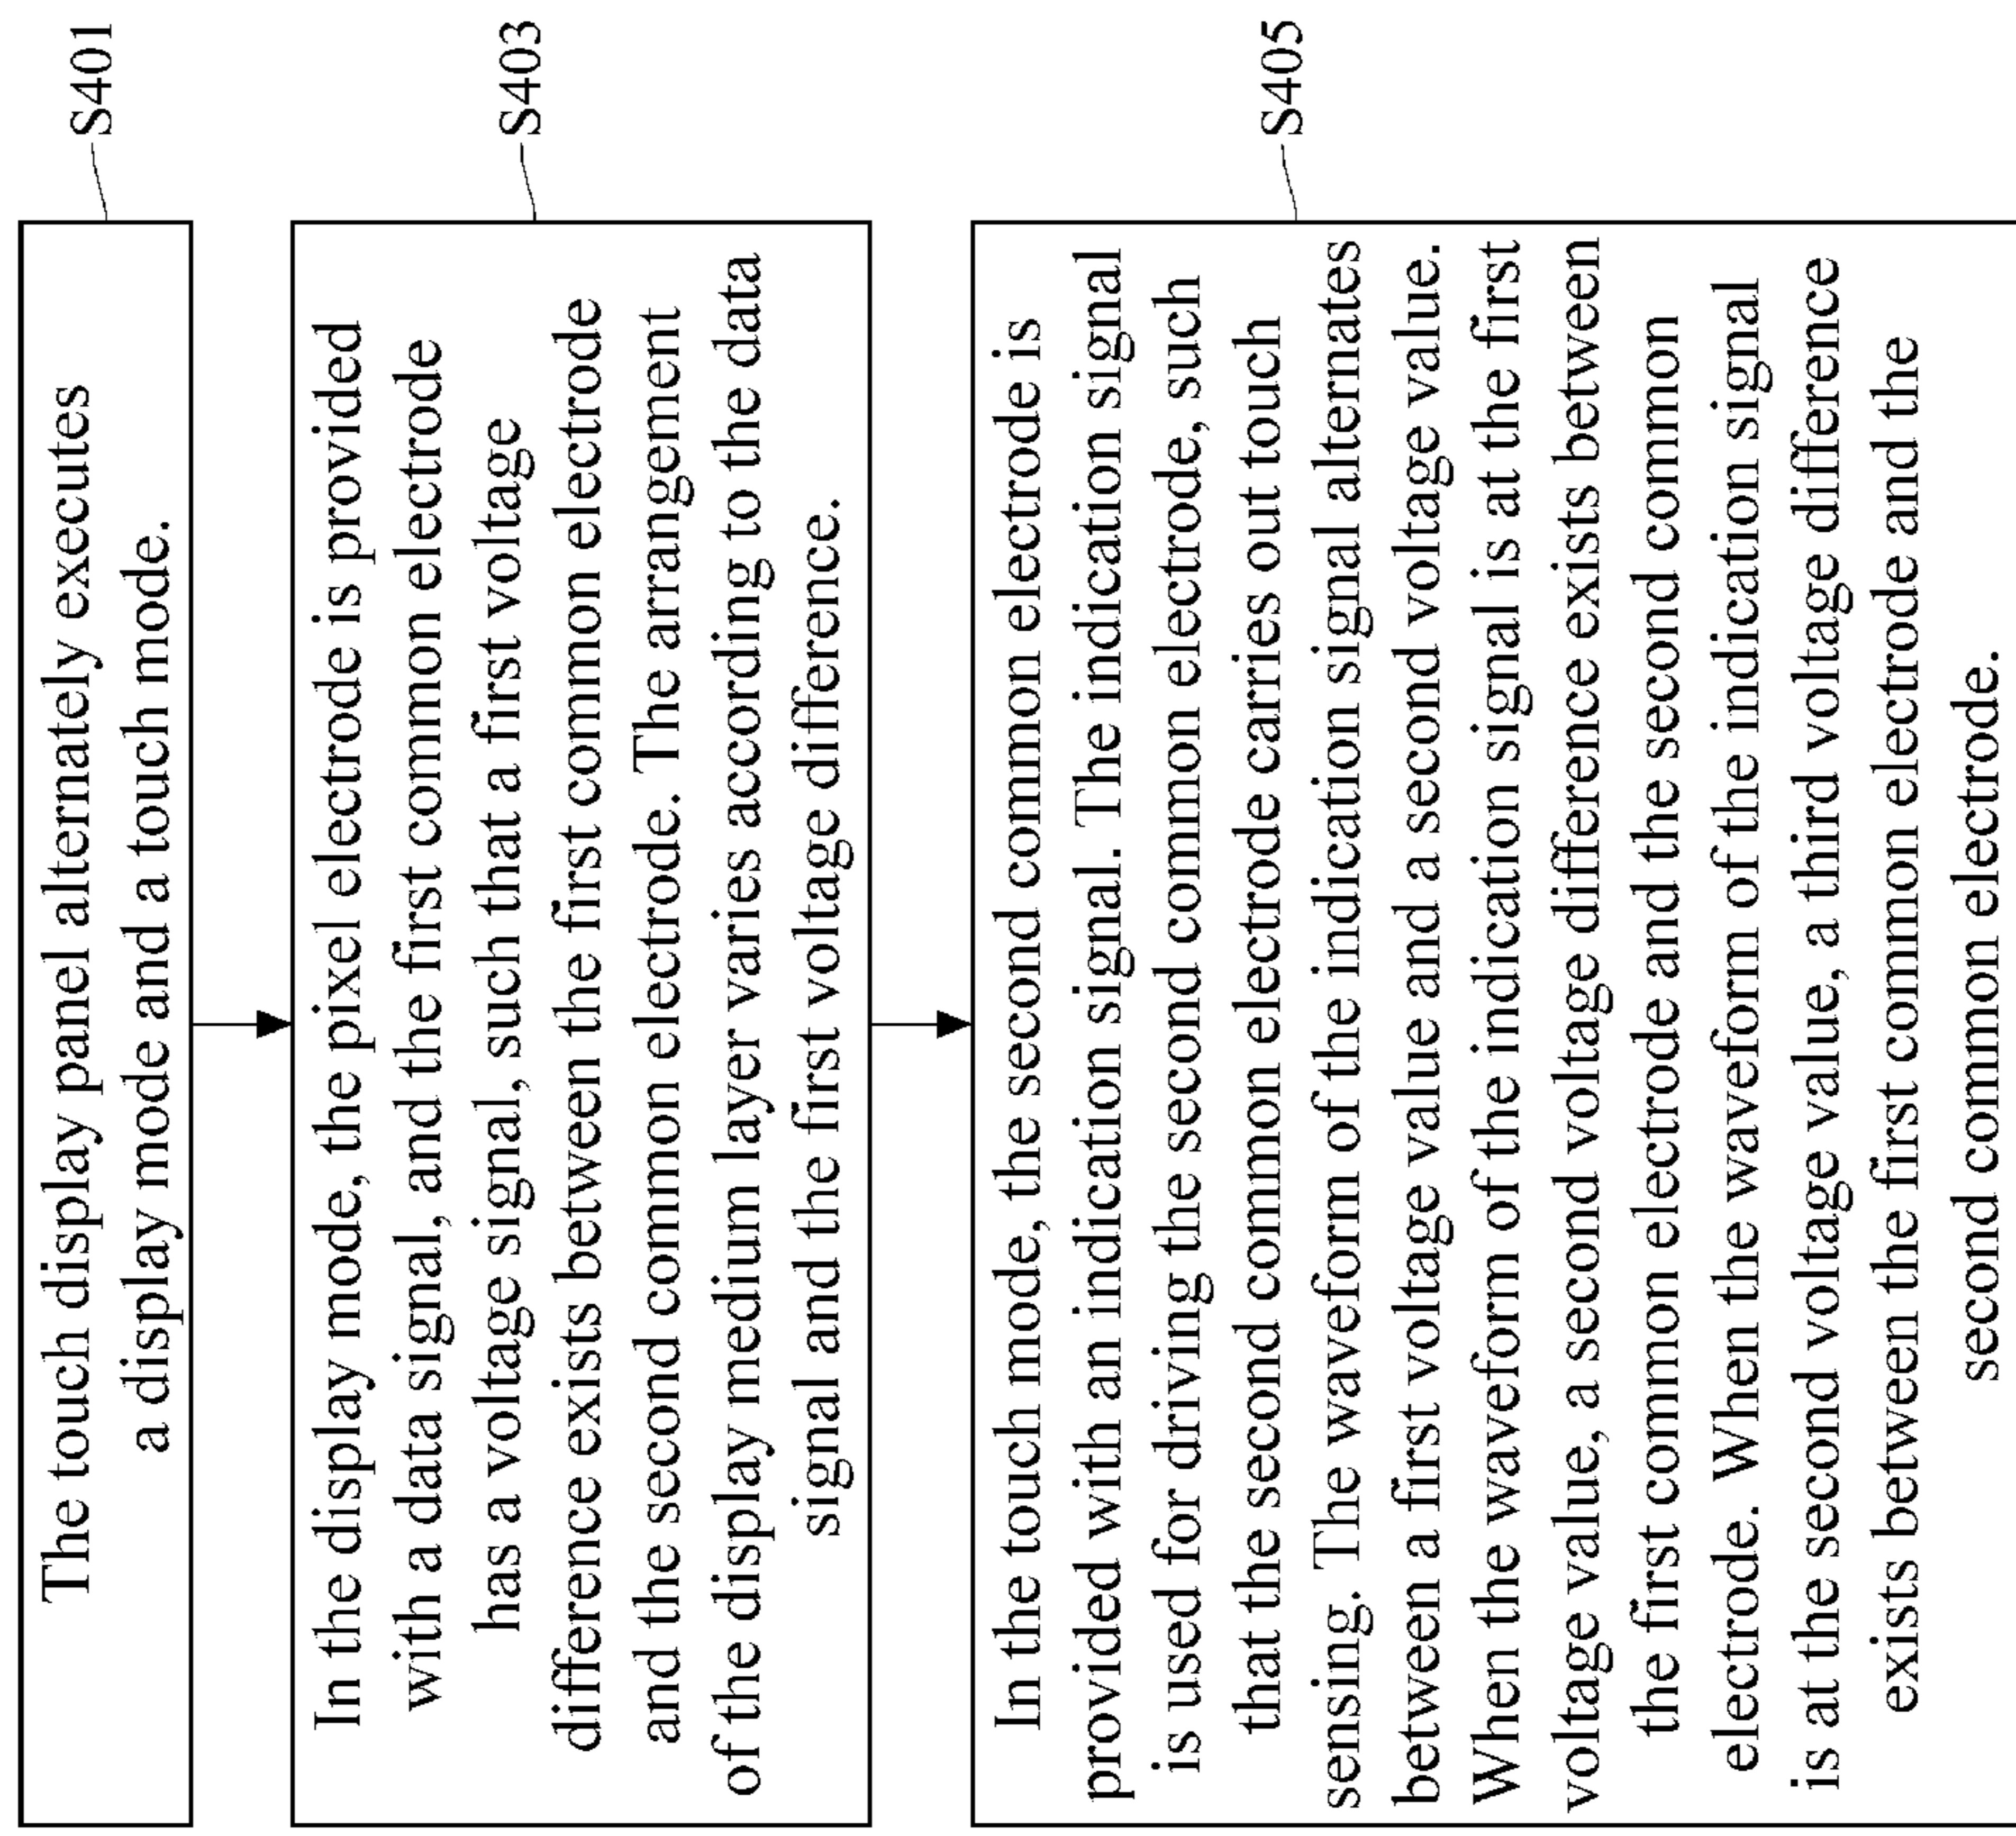 The touch display panel alternately executes
a display mode and a touch mode.
S401
In the display mode, the pixel electrode is provided
with a data signal, and the first common electrode
has a voltage signal, such that a first voltage
difference exists between the first common electrode
and the second common electrode. The arrangement
of the display medium layer varies according to the data
signal and the first voltage difference.
S403
In the touch mode, the second common electrode is
provided with an indication signal. The indication signal
is used for driving the second common electrode, such
that the second common electrode carries out touch
sensing. The waveform of the indication signal alternates
between a first voltage value and a second voltage value.
When the waveform of the indication signal is at the first
voltage value, a second voltage difference exists between
the first common electrode and the second common
electrode. When the waveform of the indication signal
is at the second voltage value, a third voltage difference
exists between the first common electrode and the
second common electrode.
S405